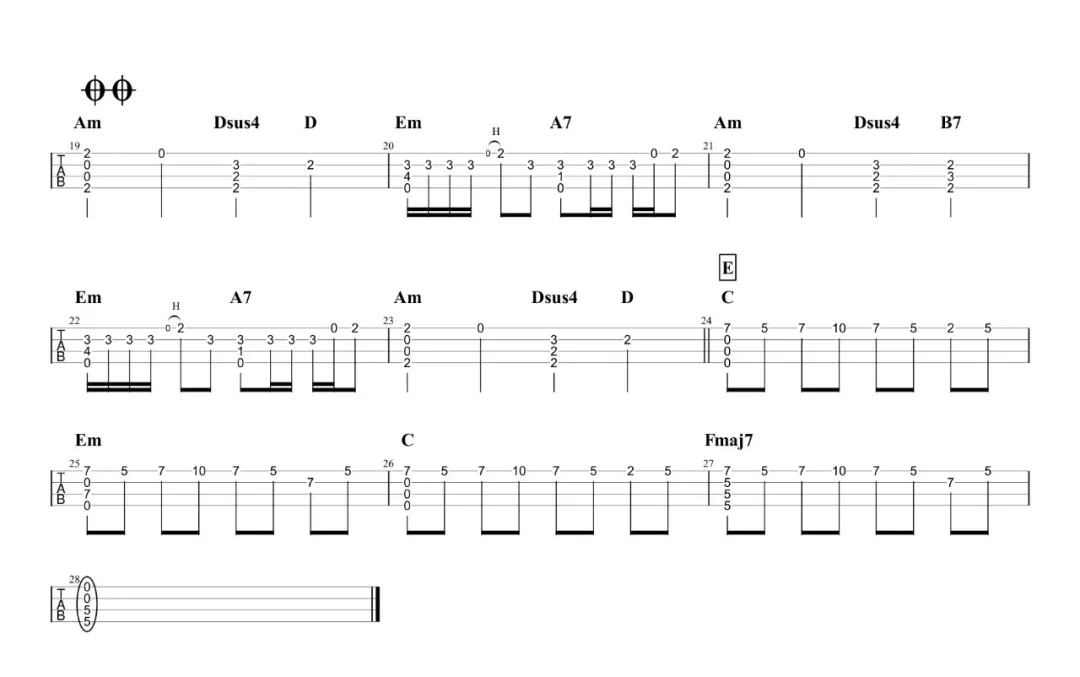 Am Dsus4 D Em A7 Am Dsus4 B7
H
19 20 21
T 2 0 0 2 3 3 0 2
A 0 3 2 3 3 3 3 3 3 3 3 3 0 3 2
B 0 2 4 1 0 2 3
2 2 0 0 2 2 2
E
Em A7 Am Dsus4 D C
H
22 23 24
T 0 2 0 2 2 0 7 5 7 10 7 5 2 5
A 3 3 3 3 3 3 3 3 3 0 3 2 0
B 4 1 0 2 0
0 0 2 2 0
Em C Fmaj7
25 26 27
T 7 5 7 10 7 5 5 7 5 7 10 7 5 2 5 7 5 7 10 7 5 5
A 0 7 0 5 7
B 7 0 5
0 0 5
28
T 0
A 0
B 5
5